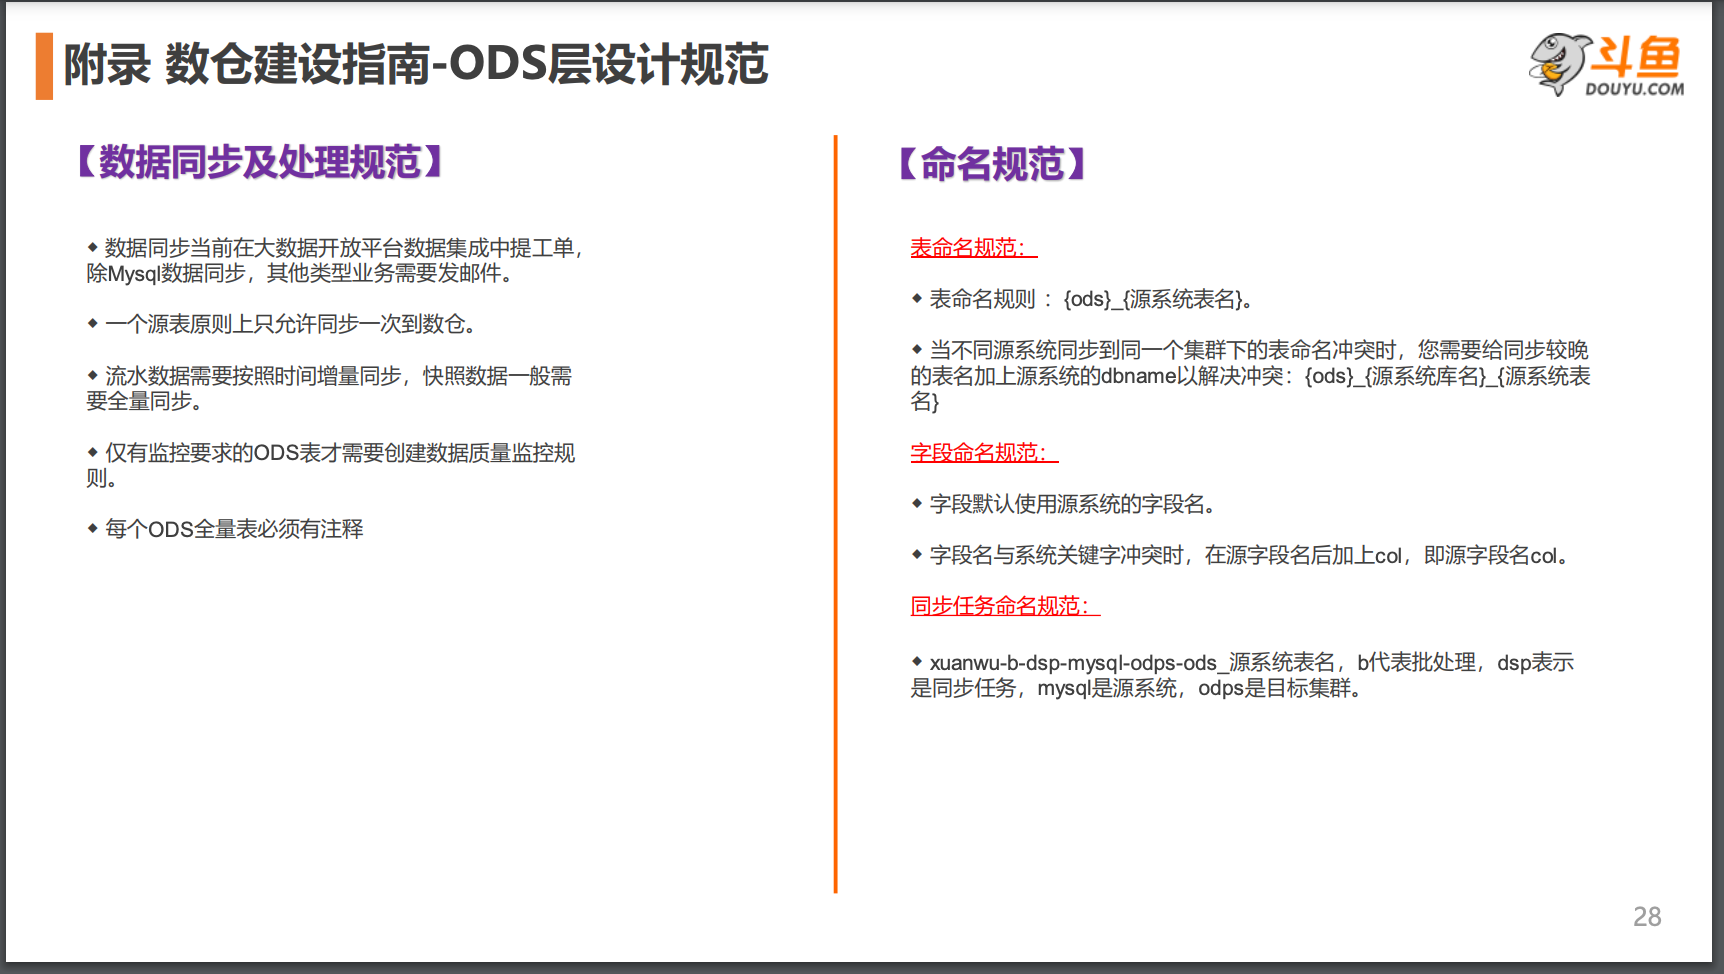 附录 数仓建设指南-ODS层设计规范
斗鱼
DOUYU.COM
【数据同步及处理规范】
◆ 数据同步当前在大数据开放平台数据集成中提工单，
除Mysql数据同步，其他类型业务需要发邮件。
◆ 一个源表原则上只允许同步一次到数仓。
◆ 流水数据需要按照时间增量同步，快照数据一般需
要全量同步。
◆ 仅有监控要求的ODS表才需要创建数据质量监控规
则。
◆ 每个ODS全量表必须有注释
【命名规范】
表命名规范：
◆ 表命名规则 ：{ods}_{源系统表名}。
◆ 当不同源系统同步到同一个集群下的表命名冲突时，您需要给同步较晚
的表名加上源系统的dbname以解决冲突：{ods}_{源系统库名}_{源系统表
名}
字段命名规范：
◆ 字段默认使用源系统的字段名。
◆ 字段名与系统关键字冲突时，在源字段名后加上col，即源字段名col。
同步任务命名规范：
◆ xuanwu-b-dsp-mysql-odps-ods_源系统表名，b代表批处理，dsp表示
是同步任务，mysql是源系统，odps是目标集群。
28